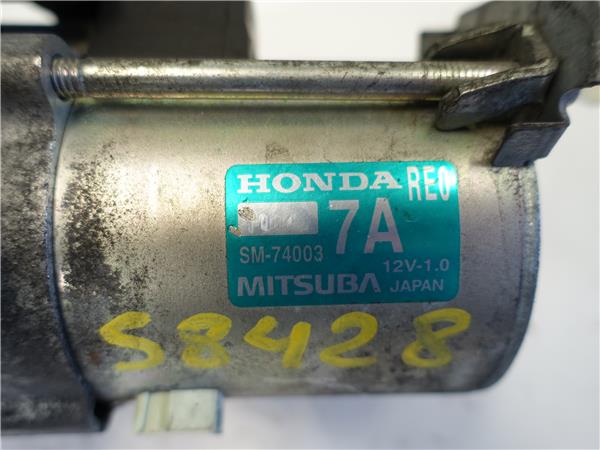 HONDA REO
7A
SM-74003
12V-1.0
MITSUBA JAPAN
S8428